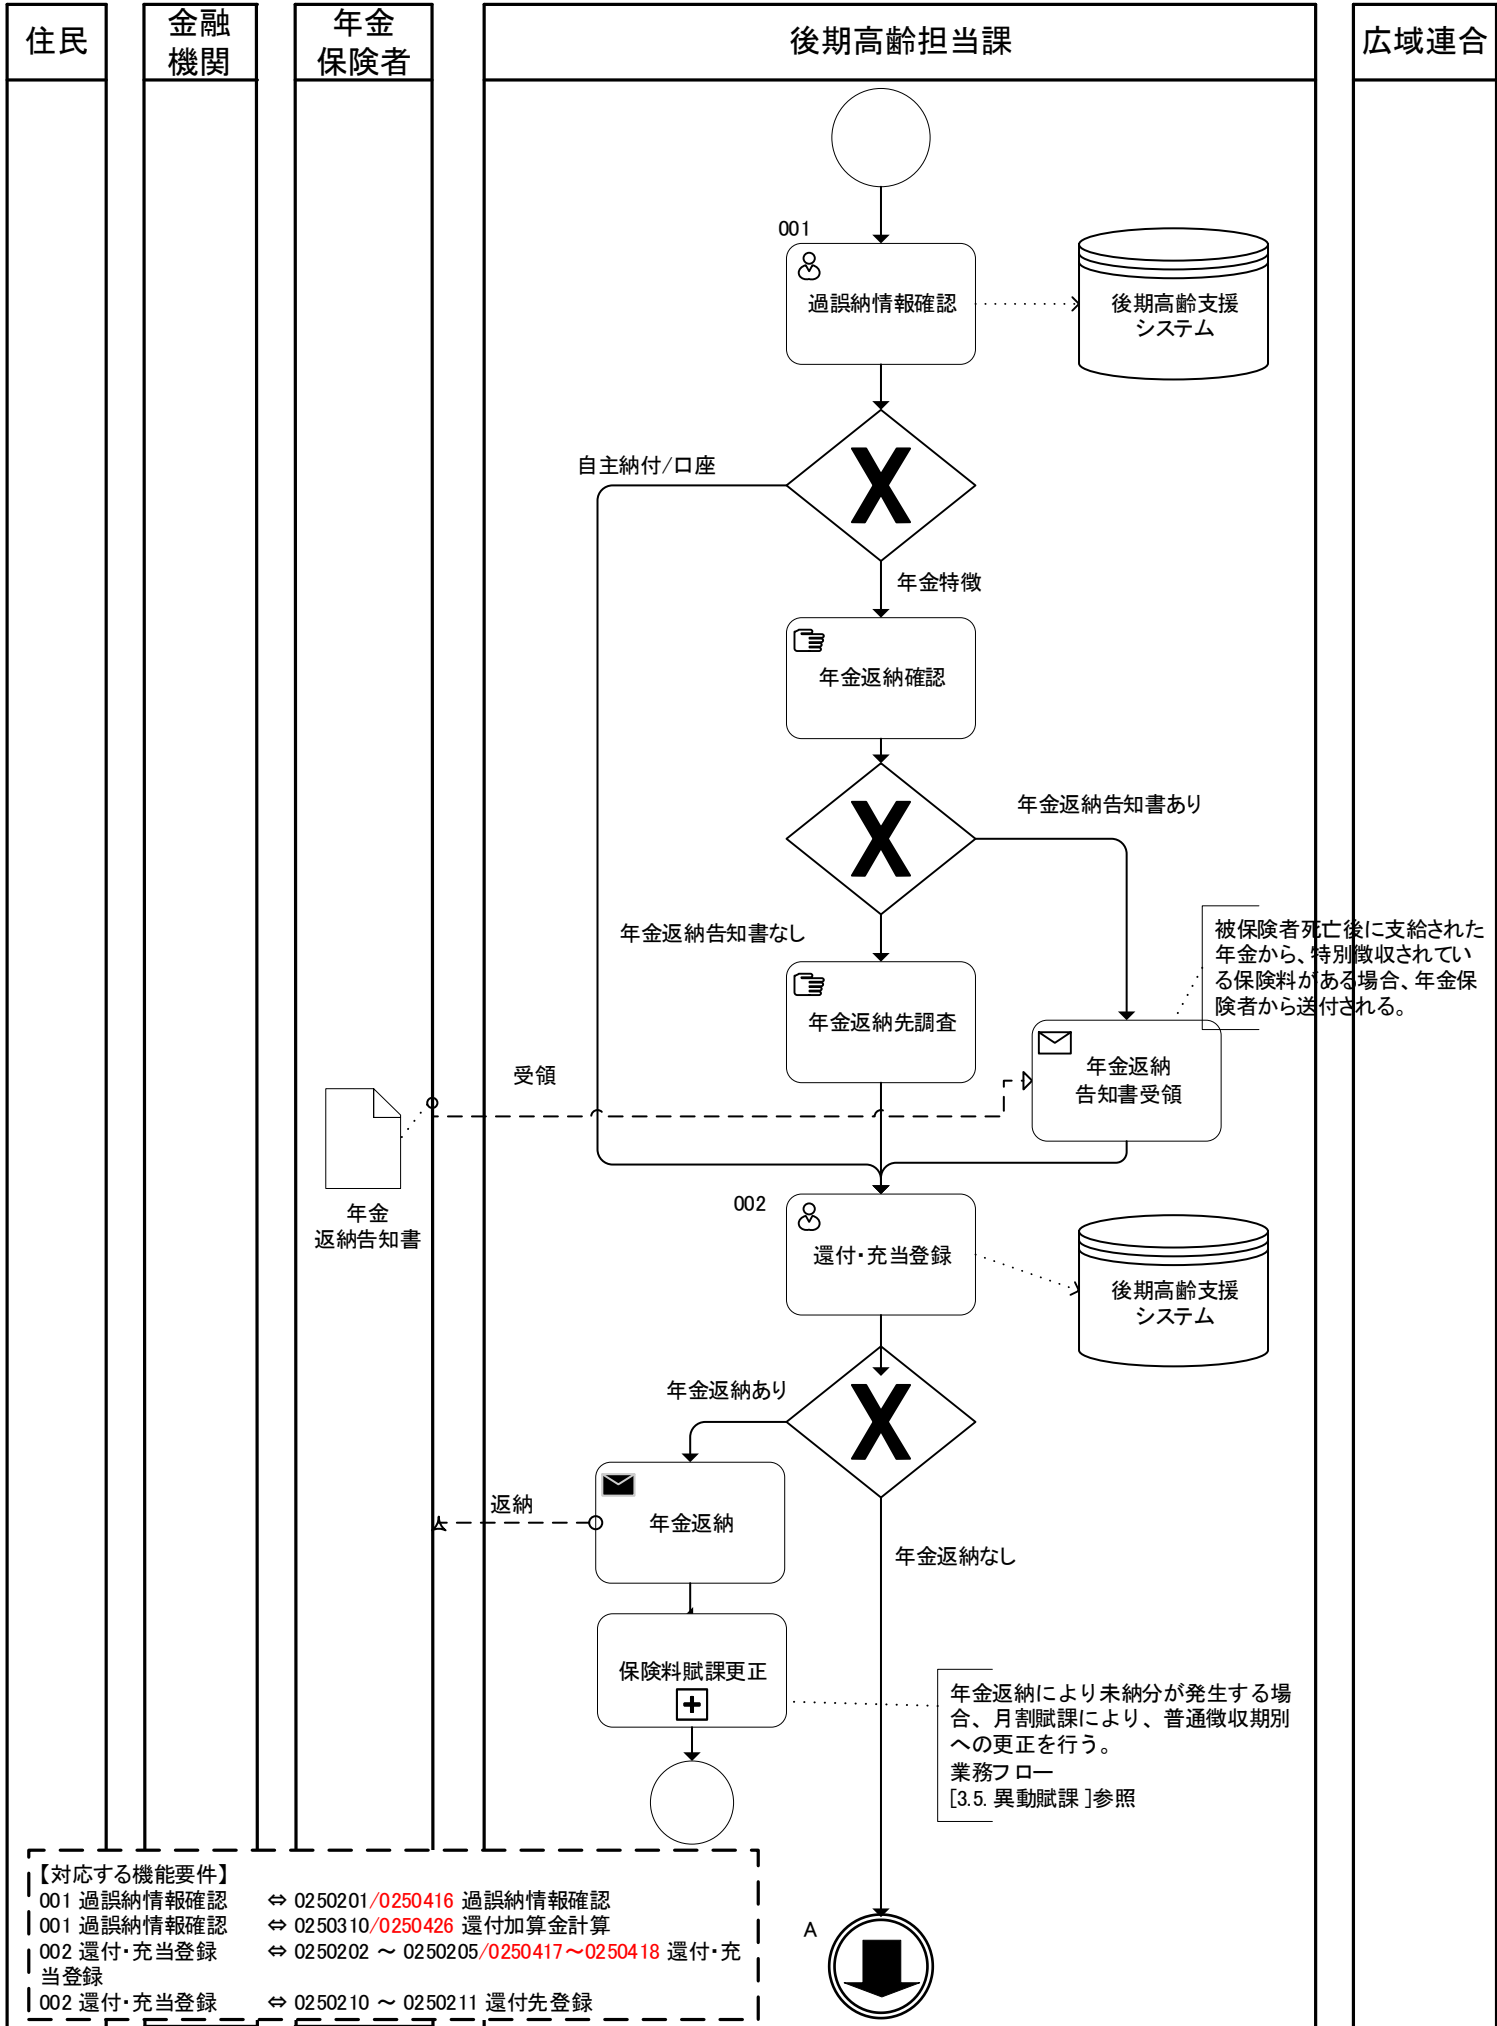 住民
金融
機関
年金
保険者
後期高齢担当課
広域連合
001
過誤納情報確認
後期高齢支援
システム
自主納付/口座
X
年金特徴
年金返納確認
年金返納告知書あり
X
年金返納告知書なし
被保険者死亡後に支給された
年金から、特別徴収されてい
る保険料がある場合、年金保
険者から送付される。
年金返納先調査
年金返納
告知書受領
受領
年金
返納告知書
002
還付・充当登録
後期高齢支援
システム
年金返納あり
X
返納
年金返納
年金返納なし
保険料賦課更正
年金返納により未納分が発生する場
合、月割賦課により、普通徴収期別
への更正を行う。
業務フロー
[3.5. 異動賦課 ]参照
【対応する機能要件】
001 過誤納情報確認 ⇔ 0250201/0250416 過誤納情報確認
001 過誤納情報確認 ⇔ 0250310/0250426 還付加算金計算
002 還付・充当登録 ⇔ 0250202 ～ 0250205/0250417～0250418 還付・充
当登録
002 還付・充当登録 ⇔ 0250210 ～ 0250211 還付先登録
A